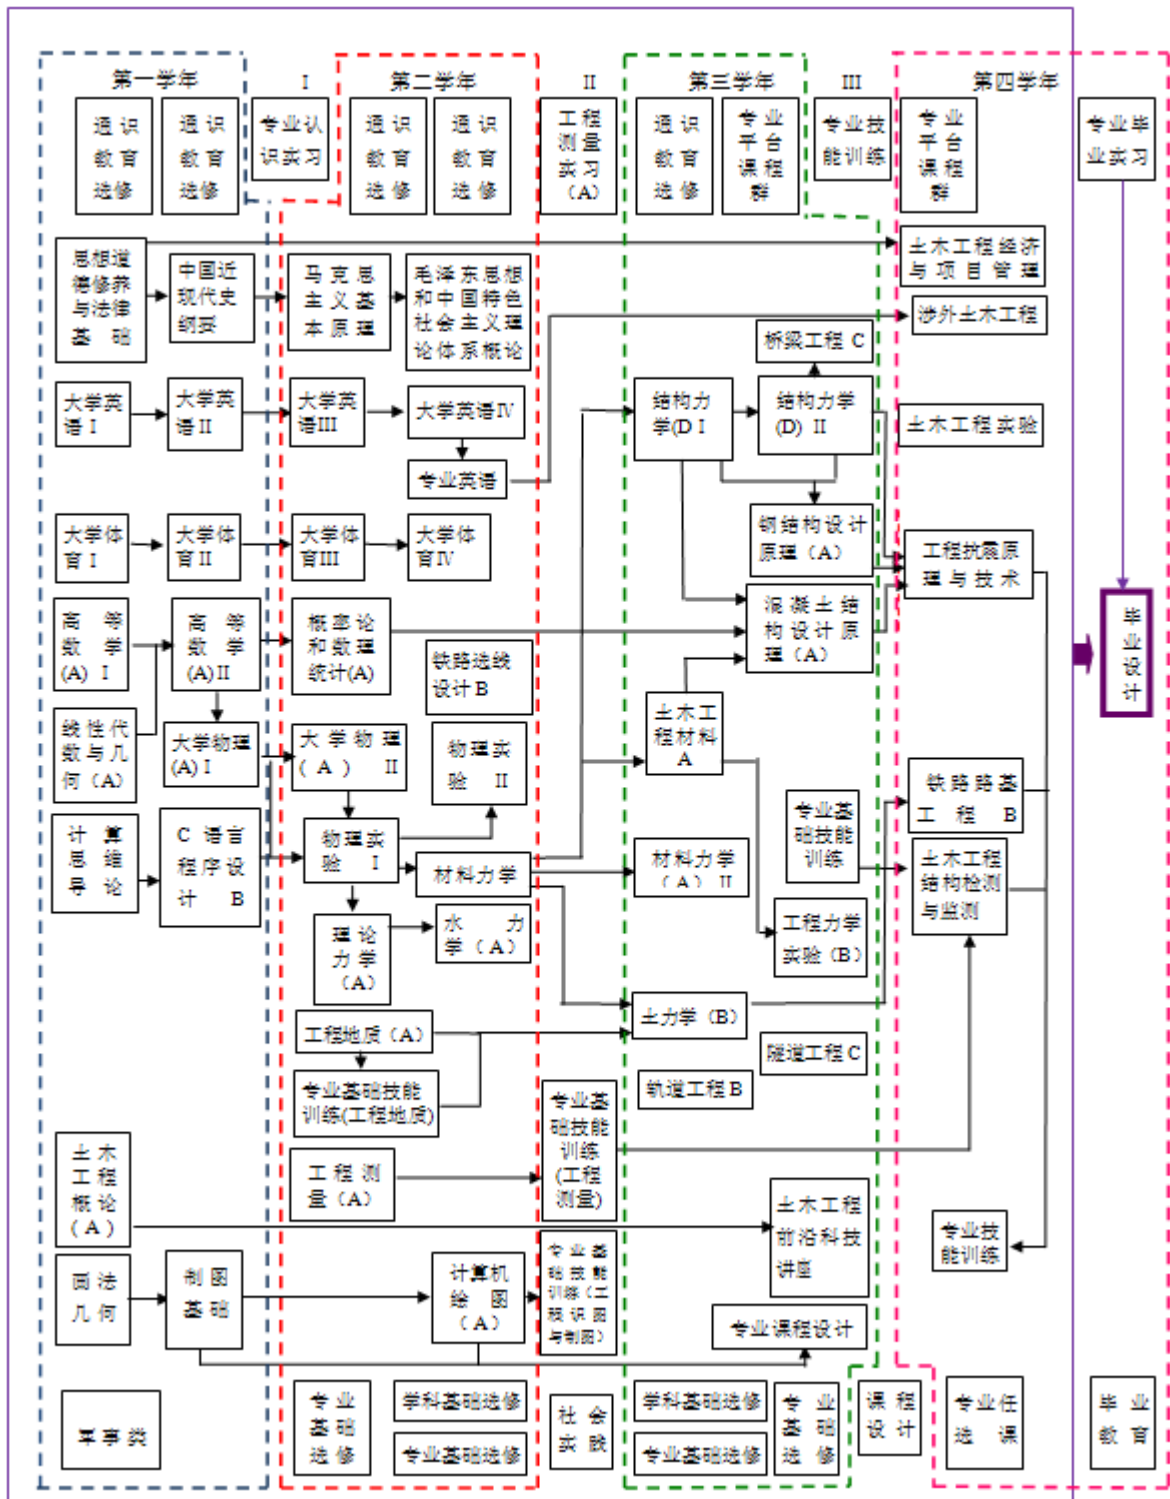 第一学年
I
第二学年
II
第三学年
III
第四学年
通识
教育
选修
通识
教育
选修
专业认
识实习
通识
教育
选修
通识
教育
选修
工程
测量
实习
(A)
通识
教育
选修
专业
平台
课程
群
专业技
能训练
专业
平台
课程
群
专业毕
业实习
思想道
德修养
与法律
基础
中国近
现代史
纲要
马克思
主义基
本原理
毛泽东思想
和中国特色
社会主义理
论体系概论
土木工程经济
与项目管理
涉外土木工程
桥梁工程 C
大学英
语 I
大学英
语 II
大学英
语III
大学英语 IV
专业英语
结构力
学(D I
结构力学
(D) II
土木工程实验
大学体
育 I
大学体
育 II
大学体
育III
大学体
育IV
钢结构设计
原理（A）
工程抗震原
理与技术
高等
数学
(A) I
高等
数学
(A) II
概率论
和数理
统计(A)
铁路选线
设计 B
混凝土结
构设计原
理（A）
毕业设计
线性代
数与几
何（A）
大学物理
(A) I
大学物理
（A） II
物理实
验 II
土木工
程材料
A
计算
思维
导论
C 语言
程序设
计 B
物理实
验 I
材料力学
材料力学
（A） II
专业基
础技能
训练
铁路路基
工程 B
土木工程
结构检测
与监测
理论
力学
（A）
水力
学（A）
工程力学
实验（B）
工程地质（A）
土力学（B）
隧道工程 C
专业基础技能
训练(工程地质)
专业基
础技能
训练
(工程
测量)
轨道工程 B
土木
工程
概论
(A)
工程测
量（A）
土木工程
前沿科技
讲座
专业技
能训练
画法
几何
制图
基础
计算机
绘图
（A）
专业基
础技能
训练（工
程识图
与制图）
专业课程设计
军事类
专业
基础
选修
学科基础选修
专业基础选修
社会
实践
学科基础选修
专业基础选修
专业
基础
选修
课程
设计
专业任
选课
毕业
教育